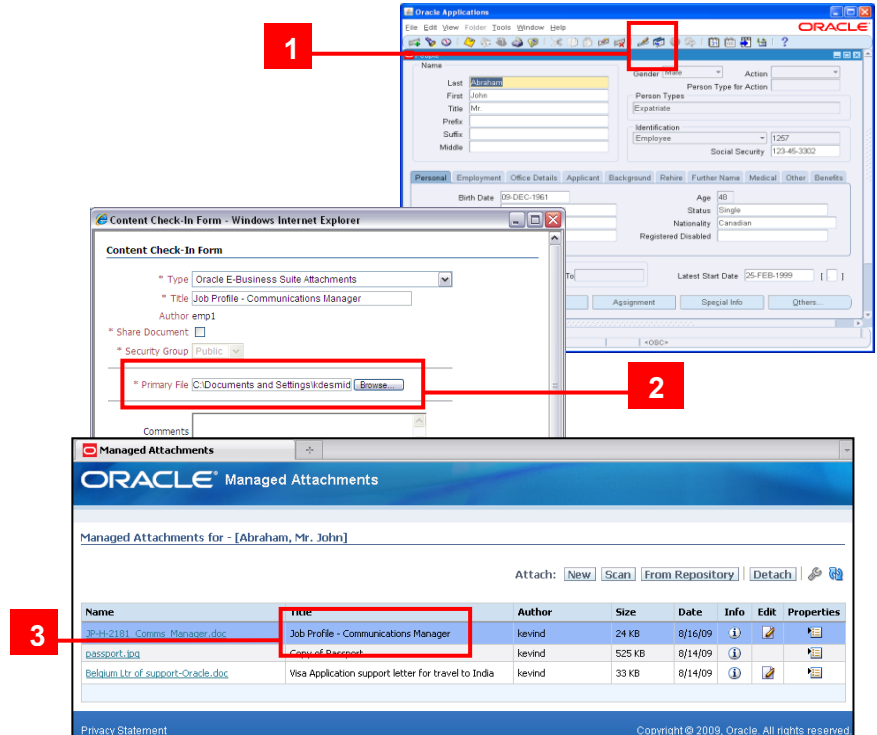 Oracle Applications
File Edit View Folder Tools Window Help
ORACLE
1
People
Name
Last Abraham
First John
Title Mr.
Prefix
Suffix
Middle
Gender Male Action
Person Type for Action
Person Types
Expatriate
Identification
Employee 1257
Social Security 123-45-3302
Personal Employment Office Details Applicant Background Rehire Further Name Medical Other Benefits
Birth Date 09-DEC-1961 Age 48
Status Single
Nationality Canadian
Registered Disabled
To Latest Start Date 25-FEB-1999 [ ]
Assignment Special Info Others...
<OSC>
Content Check-In Form - Windows Internet Explorer
Content Check-In Form
* Type Oracle E-Business Suite Attachments
* Title Job Profile - Communications Manager
Author emp1
* Share Document
* Security Group Public
* Primary File C:\Documents and Settings\kdesmid Browse...
2
Comments
Managed Attachments
ORACLE Managed Attachments
Managed Attachments for - [Abraham, Mr. John]
Attach: New Scan From Repository Detach
Name Title Author Size Date Info Edit Properties
3
JP-H-2181_Comms_Manager.doc Job Profile - Communications Manager kevind 24 KB 8/16/09
passport.jpg Copy of Passport kevind 525 KB 8/14/09
Belgium Ltr of support-Oracle.doc Visa Application support letter for travel to India kevind 33 KB 8/14/09
Privacy Statement Copyright © 2009, Oracle. All rights reserved.